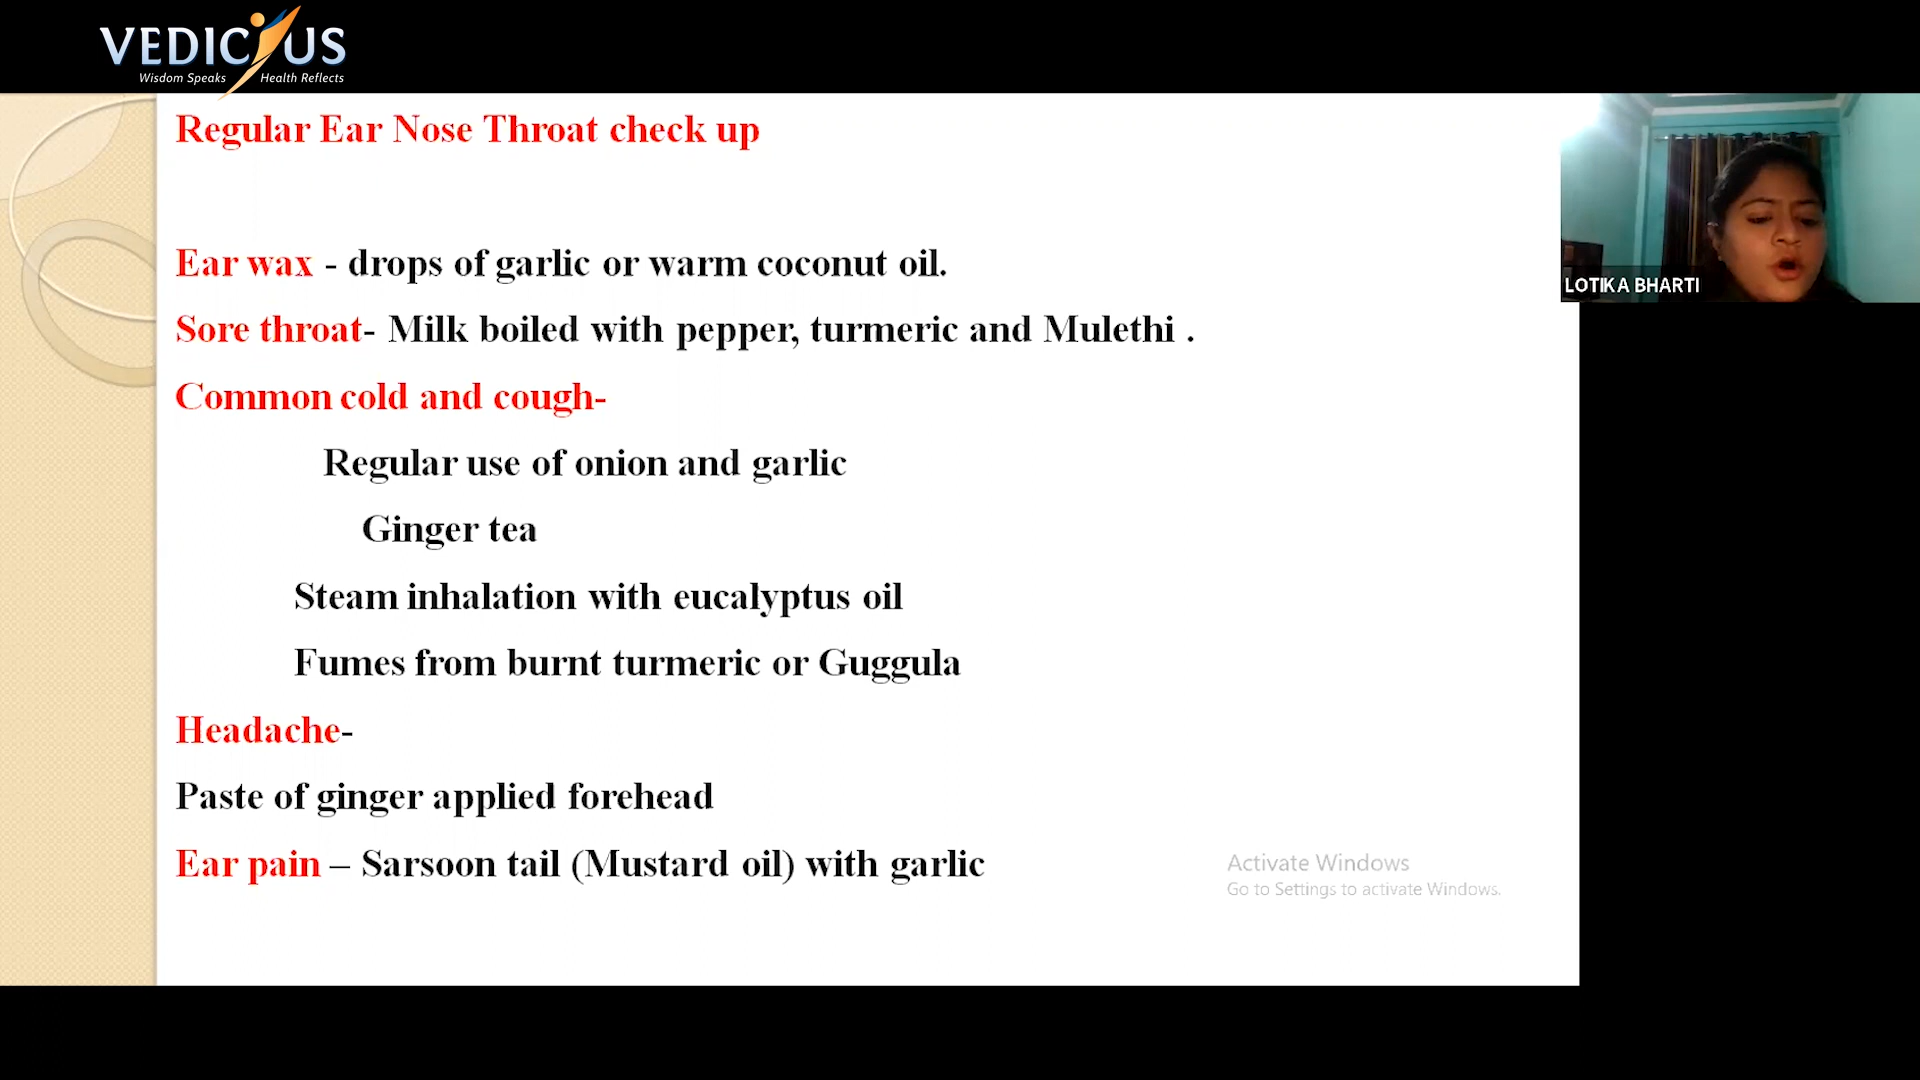 VEDICIUS
Wisdom Speaks Health Reflects
Regular Ear Nose Throat check up
Ear wax - drops of garlic or warm coconut oil.
Sore throat- Milk boiled with pepper, turmeric and Mulethi .
Common cold and cough-
Regular use of onion and garlic
Ginger tea
Steam inhalation with eucalyptus oil
Fumes from burnt turmeric or Guggula
Headache-
Paste of ginger applied forehead
Ear pain – Sarsoon tail (Mustard oil) with garlic
LOTIKA BHARTI
Activate Windows
Go to Settings to activate Windows.